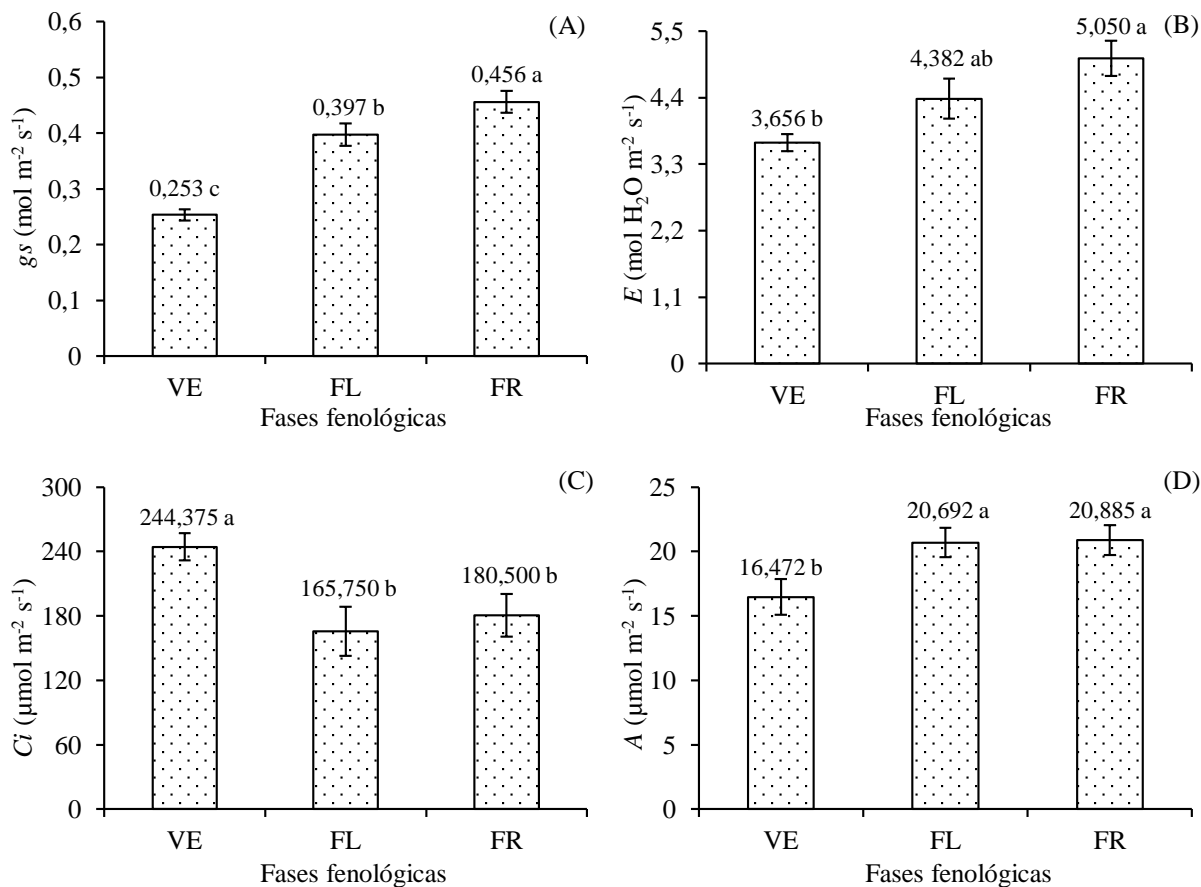 (A)
gs (mol m-2 s-1)
0,6
0,5
0,4
0,3
0,2
0,1
0
0,253 c
0,397 b
0,456 a
VE FL FR
Fases fenológicas
(B)
E (mol H2O m-2 s-1)
5,5
4,4
3,3
2,2
1,1
0
3,656 b
4,382 ab
5,050 a
VE FL FR
Fases fenológicas
(C)
Ci (µmol m-2 s-1)
300
240
180
120
60
0
244,375 a
165,750 b
180,500 b
VE FL FR
Fases fenológicas
(D)
A (µmol m-2 s-1)
25
20
15
10
5
0
16,472 b
20,692 a
20,885 a
VE FL FR
Fases fenológicas